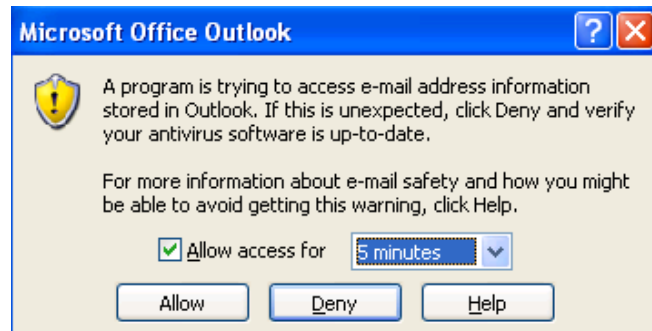 Microsoft Office Outlook
A program is trying to access e-mail address information
stored in Outlook. If this is unexpected, click Deny and verify
your antivirus software is up-to-date.
For more information about e-mail safety and how you might
be able to avoid getting this warning, click Help.
Allow access for 5 minutes
Allow Deny Help